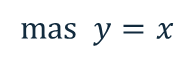 mas y = x